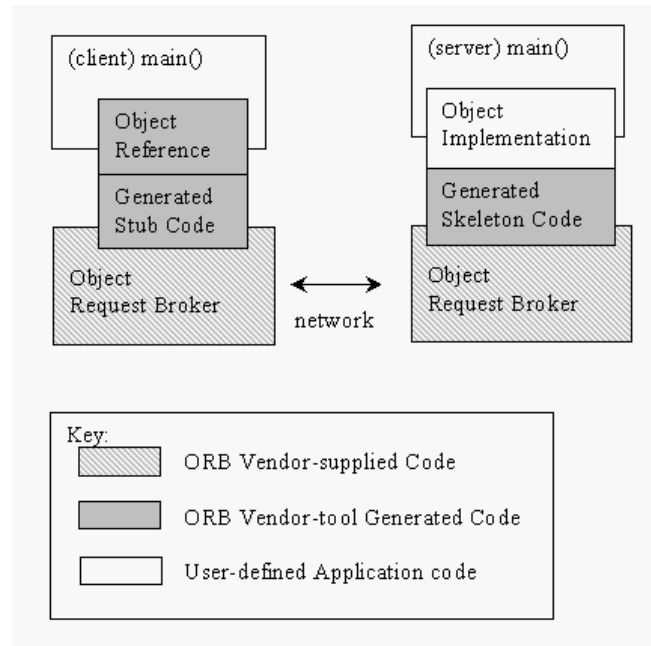 (client) main()
Object
Reference
Generated
Stub Code
Object
Request Broker
network
(server) main()
Object
Implementation
Generated
Skeleton Code
Object
Request Broker
Key:
ORB Vendor-supplied Code
ORB Vendor-tool Generated Code
User-defined Application code